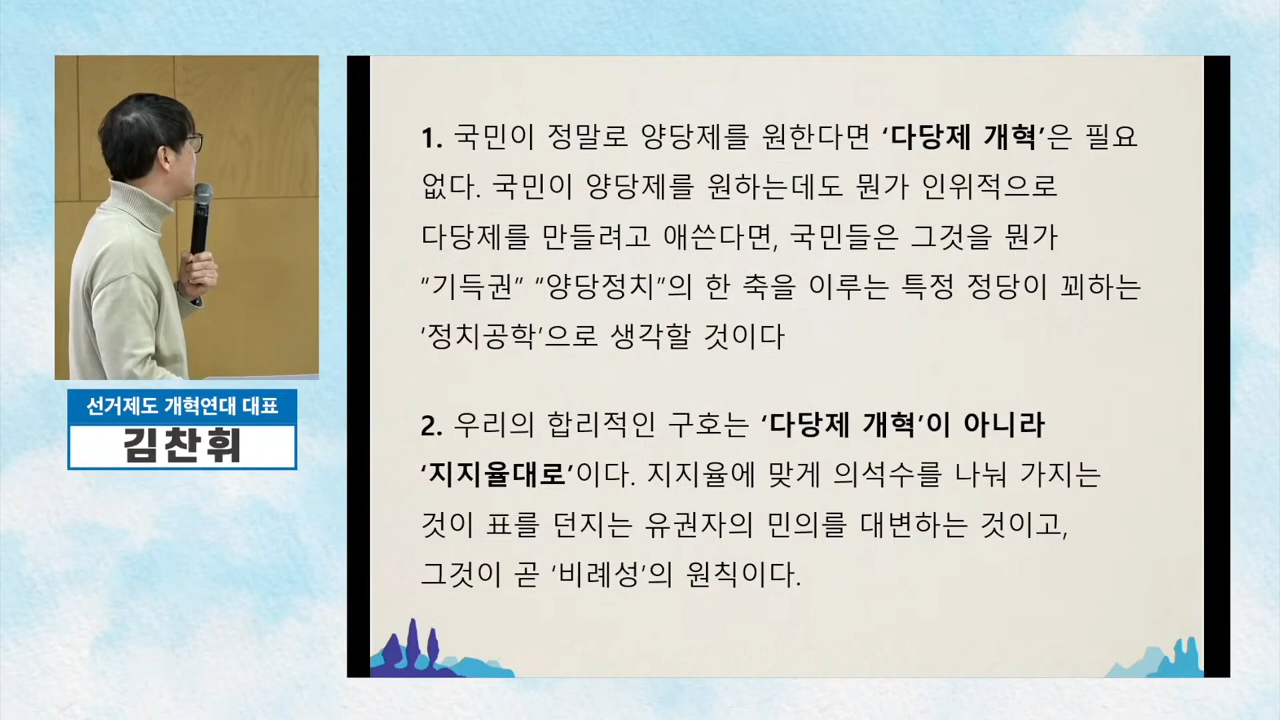 선거제도 개혁연대 대표
김찬휘
1. 국민이 정말로 양당제를 원한다면 ‘다당제 개혁’은 필요
없다. 국민이 양당제를 원하는데도 뭔가 인위적으로
다당제를 만들려고 애쓴다면, 국민들은 그것을 뭔가
“기득권” “양당정치”의 한 축을 이루는 특정 정당이 꾀하는
‘정치공학’으로 생각할 것이다
2. 우리의 합리적인 구호는 ‘다당제 개혁’이 아니라
‘지지율대로’이다. 지지율에 맞게 의석수를 나눠 가지는
것이 표를 던지는 유권자의 민의를 대변하는 것이고,
그것이 곧 ‘비례성’의 원칙이다.